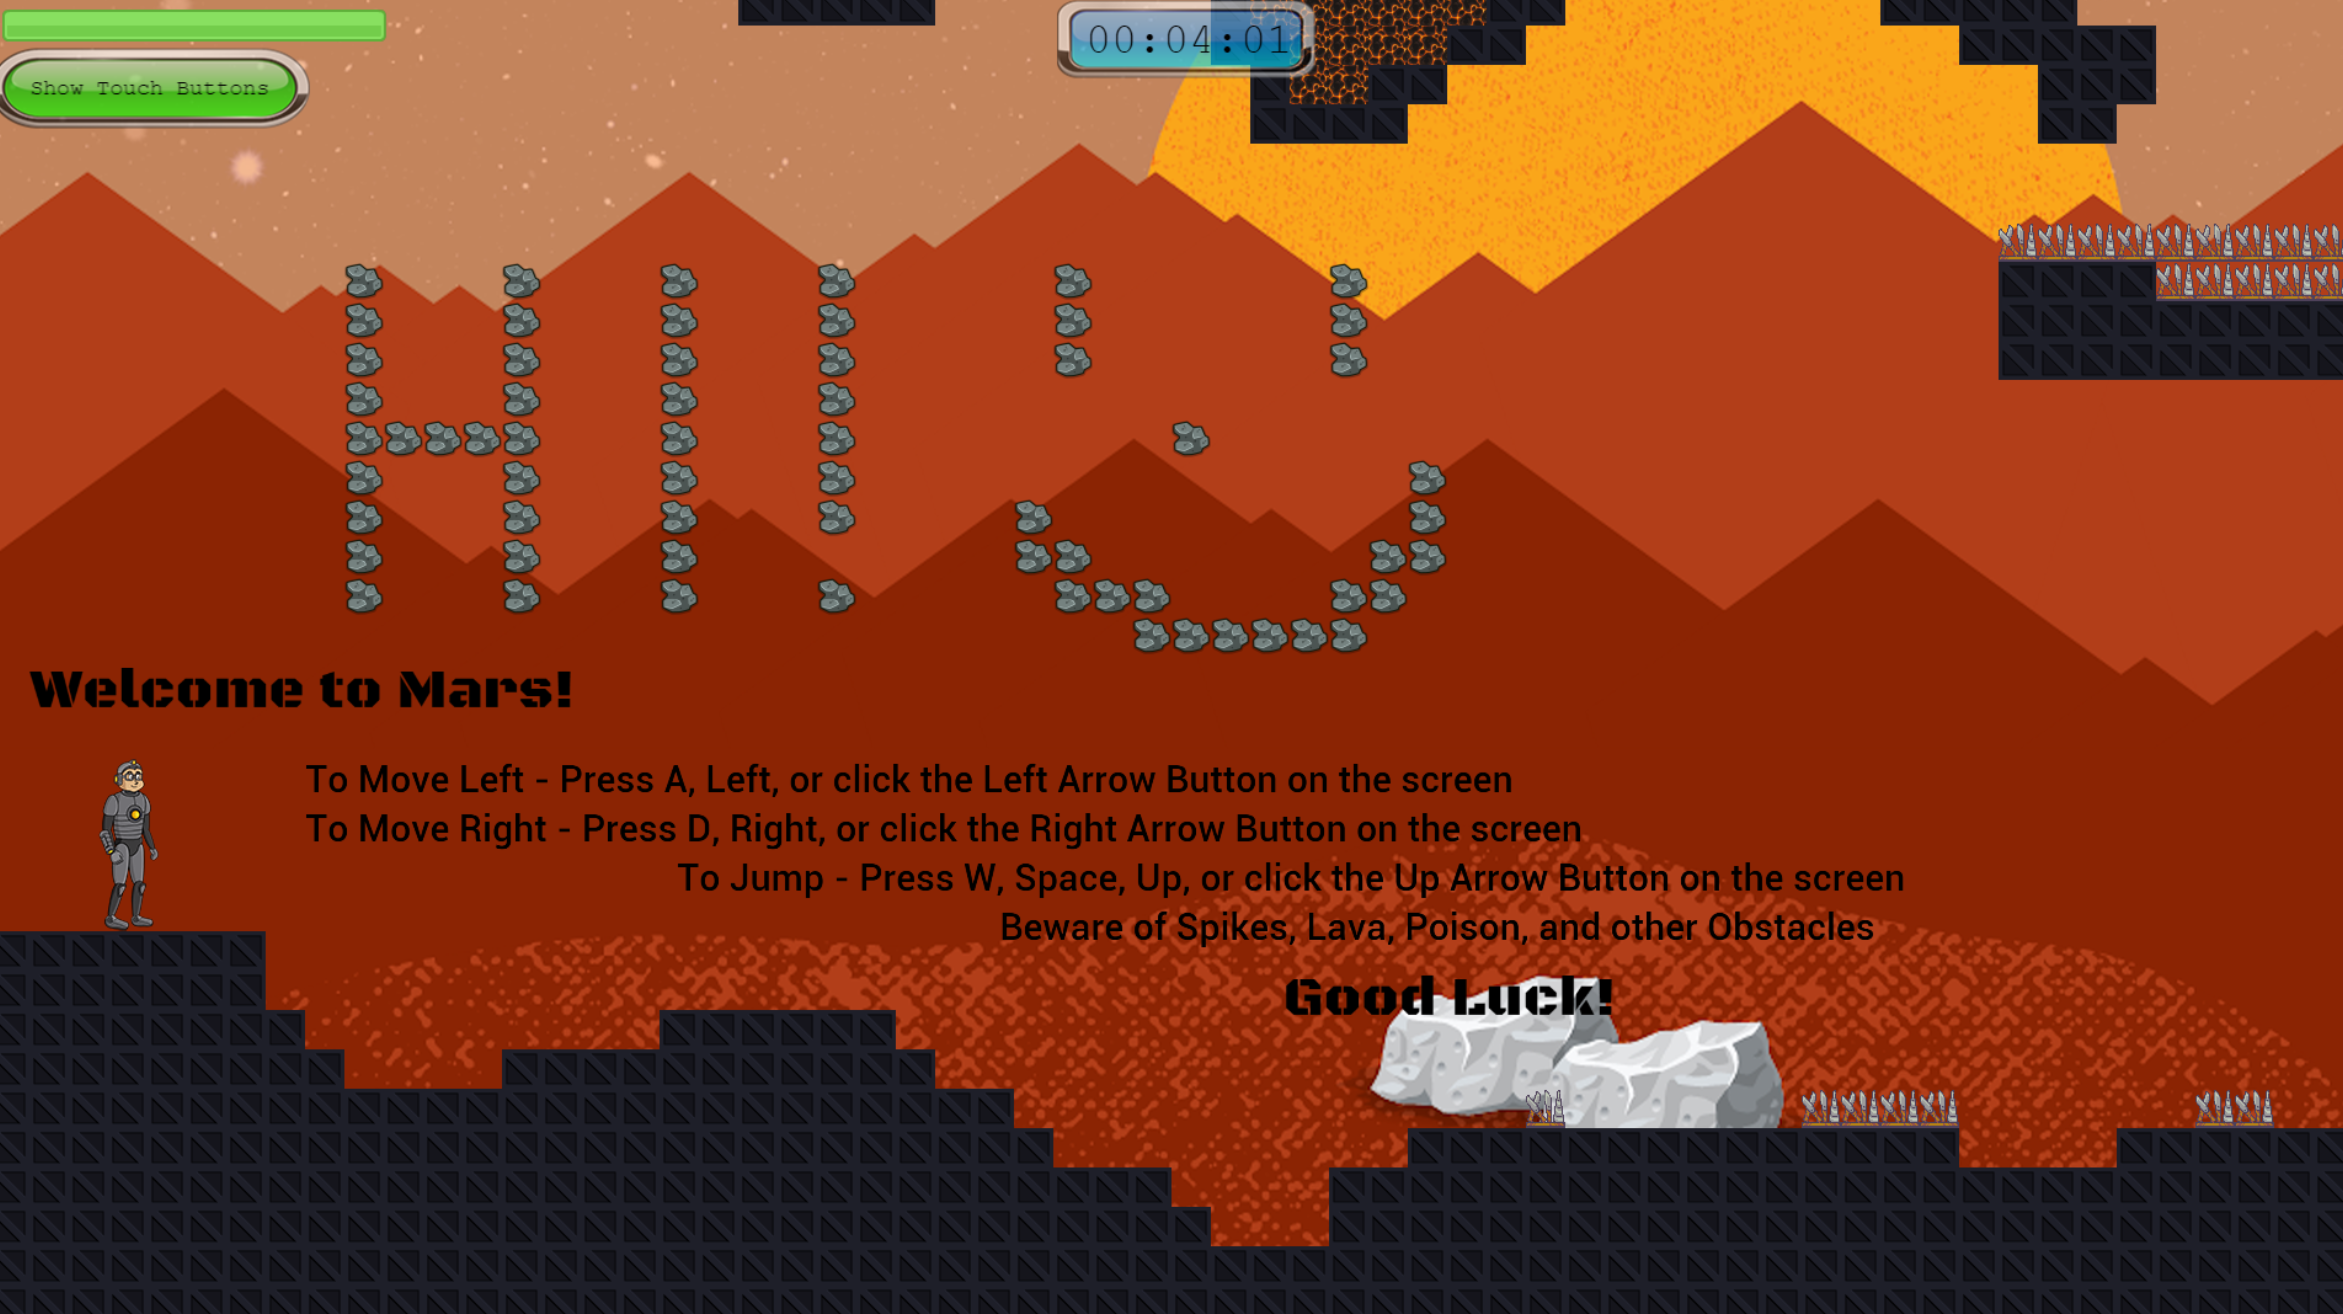 00:04:01
Show Touch Buttons
HI!
Welcome to Mars!
To Move Left - Press A, Left, or click the Left Arrow Button on the screen
To Move Right - Press D, Right, or click the Right Arrow Button on the screen
To Jump - Press W, Space, Up, or click the Up Arrow Button on the screen
Beware of Spikes, Lava, Poison, and other Obstacles
Good Luck!